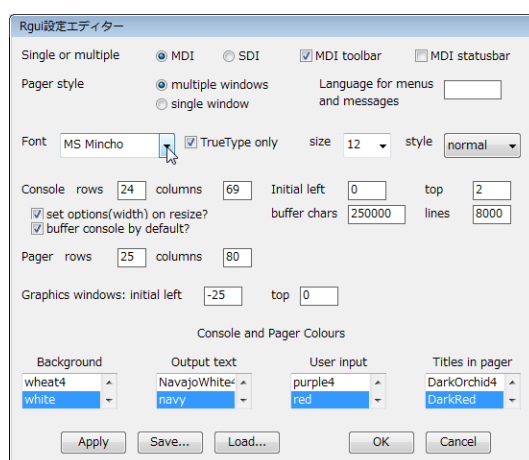 Rgui設定エディター
Single or multiple MDI SDI MDI toolbar MDI statusbar
Pager style multiple windows Language for menus
single window and messages
Font MS Mincho TrueType only size 12 style normal
Console rows 24 columns 69 Initial left 0 top 2
set options(width) on resize? buffer chars 250000 lines 8000
buffer console by default?
Pager rows 25 columns 80
Graphics windows: initial left -25 top 0
Console and Pager Colours
Background Output text User input Titles in pager
wheat4 NavajoWhite4 purple4 DarkOrchid4
white navy red DarkRed
Apply Save... Load... OK Cancel